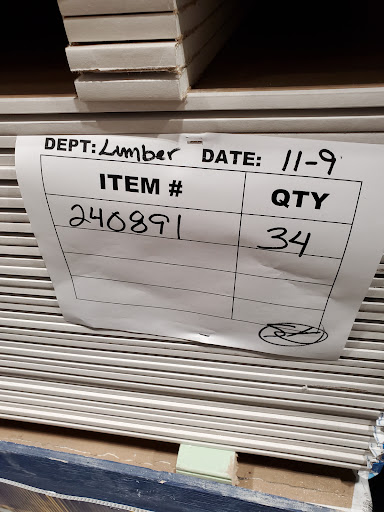 DEPT: Lumber DATE: 11-9
ITEM # QTY
240891 34